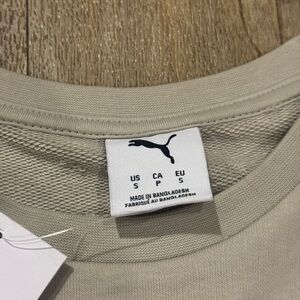 US CA EU
S P S
MADE IN BANGLADESH
FABRIQUÉ AU BANGLADESH